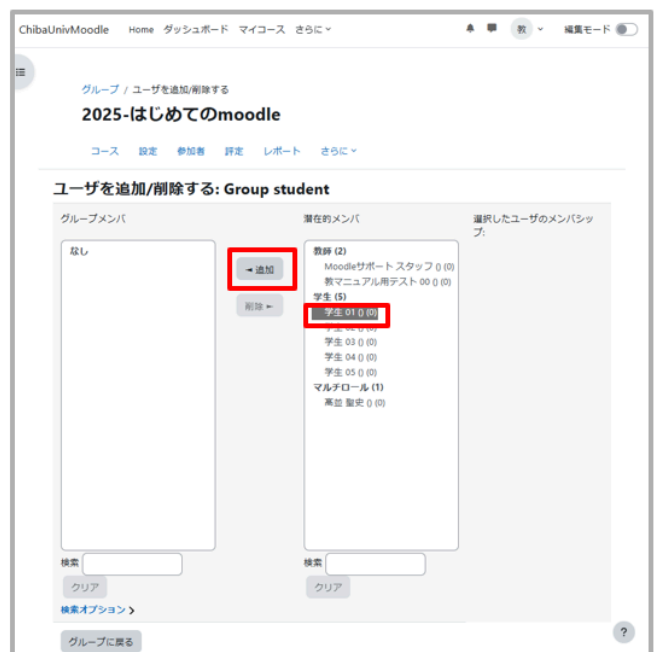 ChibaUnivMoodle Home ダッシュボード マイコース さらに 教 編集モード
グループ / ユーザを追加/削除する
2025-はじめてのmoodle
コース 設定 参加者 評定 レポート さらに
ユーザを追加/削除する: Group student
グループメンバ
なし
◄ 追加
削除 ►
潜在的メンバ
教師 (2)
Moodleサポート スタッフ () (0)
教マニュアル用テスト 00 () (0)
学生 (5)
学生 01 () (0)
学生 03 () (0)
学生 04 () (0)
学生 05 () (0)
マルチロール (1)
髙並 聖史 () (0)
選択したユーザのメンバシッ
プ:
検索
クリア
検索オプション
検索
クリア
グループに戻る
?